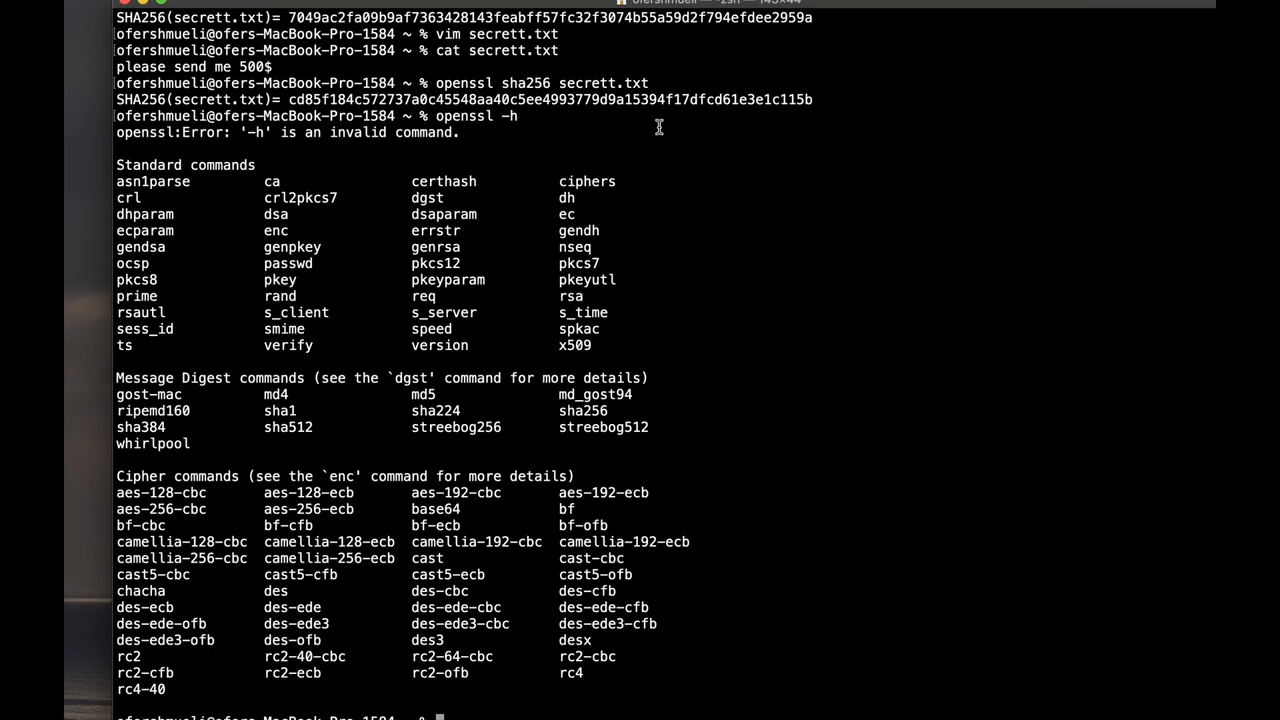 ofershmueli — -zsh — 143×44
SHA256(secrett.txt)= 7049ac2fa09b9af7363428143feabff57fc32f3074b55a59d2f794efdee2959a
ofershmueli@ofers-MacBook-Pro-1584 ~ % vim secrett.txt
ofershmueli@ofers-MacBook-Pro-1584 ~ % cat secrett.txt
please send me 500$
ofershmueli@ofers-MacBook-Pro-1584 ~ % openssl sha256 secrett.txt
SHA256(secrett.txt)= cd85f184c572737a0c45548aa40c5ee4993779d9a15394f17dfcd61e3e1c115b
ofershmueli@ofers-MacBook-Pro-1584 ~ % openssl -h
openssl:Error: '-h' is an invalid command.
Standard commands
asn1parse ca certhash ciphers
crl crl2pkcs7 dgst dh
dhparam dsa dsaparam ec
ecparam enc errstr gendh
gendsa genpkey genrsa nseq
ocsp passwd pkcs12 pkcs7
pkcs8 pkey pkeyparam pkeyutl
prime rand req rsa
rsautl s_client s_server s_time
sess_id smime speed spkac
ts verify version x509
Message Digest commands (see the `dgst' command for more details)
gost-mac md4 md5 md_gost94
ripemd160 sha1 sha224 sha256
sha384 sha512 streebog256 streebog512
whirlpool
Cipher commands (see the `enc' command for more details)
aes-128-cbc aes-128-ecb aes-192-cbc aes-192-ecb
aes-256-cbc aes-256-ecb base64 bf
bf-cbc bf-cfb bf-ecb bf-ofb
camellia-128-cbc camellia-128-ecb camellia-192-cbc camellia-192-ecb
camellia-256-cbc camellia-256-ecb cast cast-cbc
cast5-cbc cast5-cfb cast5-ecb cast5-ofb
chacha des des-cbc des-cfb
des-ecb des-ede des-ede-cbc des-ede-cfb
des-ede-ofb des-ede3 des-ede3-cbc des-ede3-cfb
des-ede3-ofb des-ofb des3 desx
rc2 rc2-40-cbc rc2-64-cbc rc2-cbc
rc2-cfb rc2-ecb rc2-ofb rc4
rc4-40
ofershmueli@ofers-MacBook-Pro-1584 ~ %